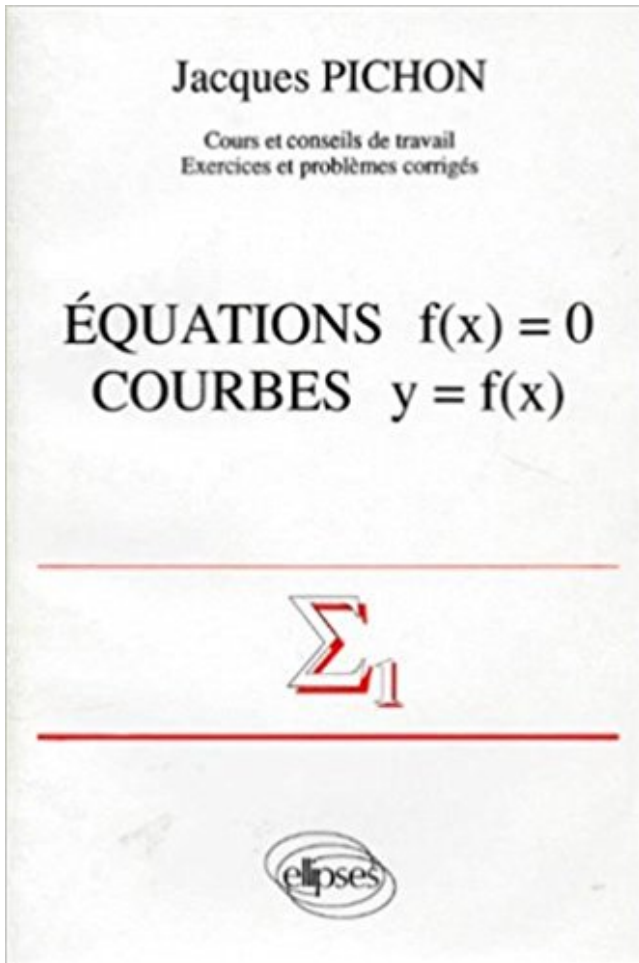 Jacques PICHON
Cours et conseils de travail
Exercices et problèmes corrigés
ÉQUATIONS f(x) = 0
COURBES y = f(x)
Σ1
ellipses